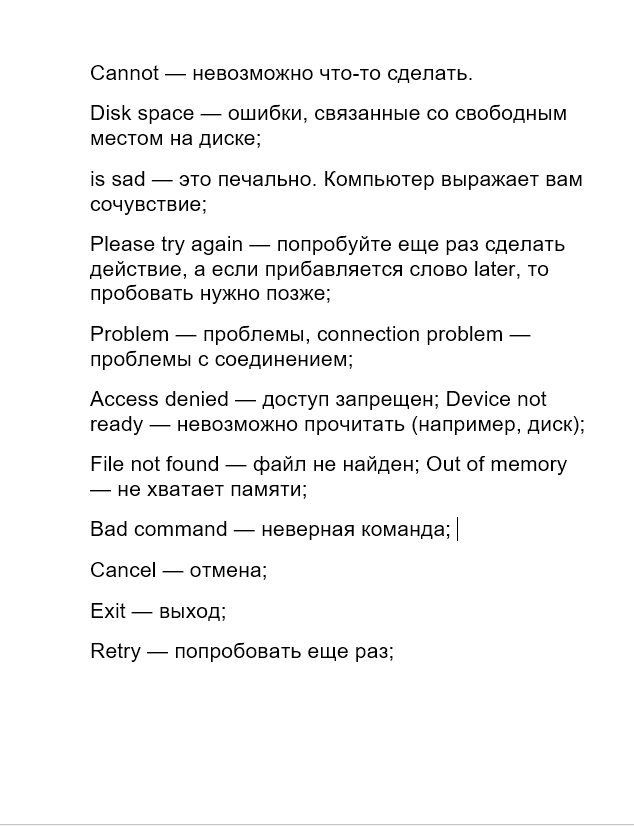 Cannot — невозможно что-то сделать.
Disk space — ошибки, связанные со свободным
местом на диске;
is sad — это печально. Компьютер выражает вам
сочувствие;
Please try again — попробуйте еще раз сделать
действие, а если прибавляется слово later, то
пробовать нужно позже;
Problem — проблемы, connection problem —
проблемы с соединением;
Access denied — доступ запрещен; Device not
ready — невозможно прочитать (например, диск);
File not found — файл не найден; Out of memory
— не хватает памяти;
Bad command — неверная команда;
Cancel — отмена;
Exit — выход;
Retry — попробовать еще раз;